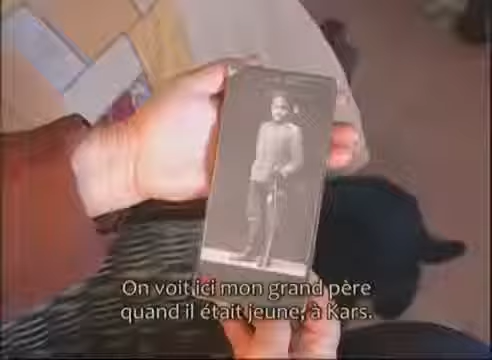 On voit ici mon grand père
quand il était jeune, à Kars.